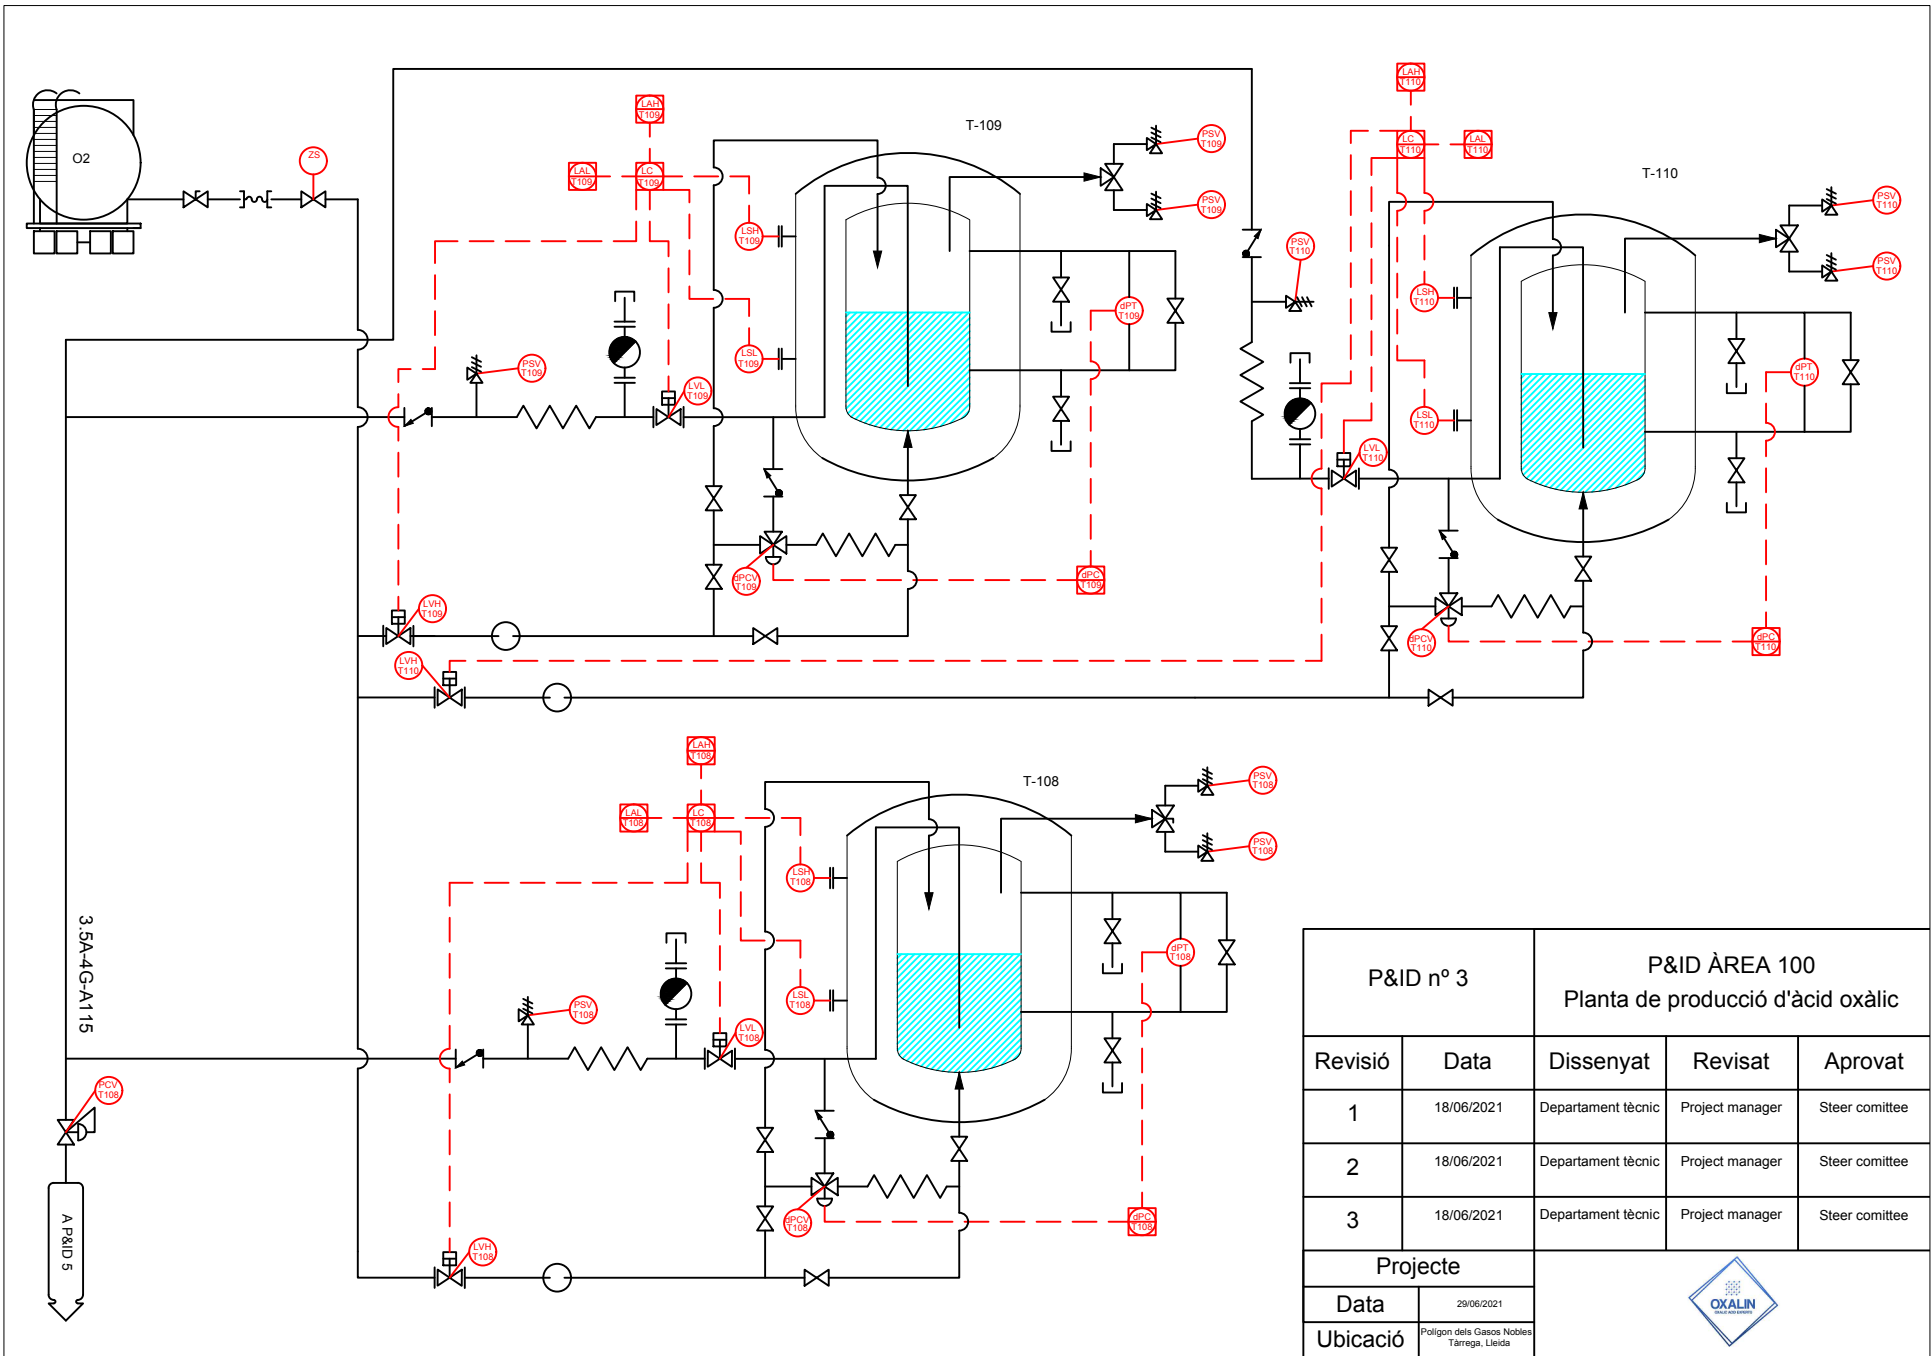 O2
ZS
LAH
T109
LAL
T109
LC
T109
LSH
T109
LSL
T109
PSV
T109
LVL
T109
T-109
PSV
T109
PSV
T109
dPT
T109
dPCV
T109
dPC
T109
LVH
T109
LVH
T110
PSV
T110
LAH
T110
LC
T110
LAL
T110
LSH
T110
LSL
T110
LVL
T110
T-110
PSV
T110
PSV
T110
dPT
T110
dPCV
T110
dPC
T110
LAH
T108
LAL
T108
LC
T108
LSH
T108
LSL
T108
PSV
T108
LVL
T108
T-108
PSV
T108
PSV
T108
dPT
T108
dPCV
T108
dPC
T108
LVH
T108
3.5A-4G-A115
PCV
T108
A P&ID 5
P&ID nº 3
P&ID ÀREA 100
Planta de producció d'àcid oxàlic
Revisió Data Dissenyat Revisat Aprovat
1 18/06/2021 Departament tècnic Project manager Steer comittee
2 18/06/2021 Departament tècnic Project manager Steer comittee
3 18/06/2021 Departament tècnic Project manager Steer comittee
Projecte
Data 29/06/2021
Ubicació Polígon dels Gasos Nobles
Tàrrega, Lleida
OXALIN
OXALIC ACID EXPERTS